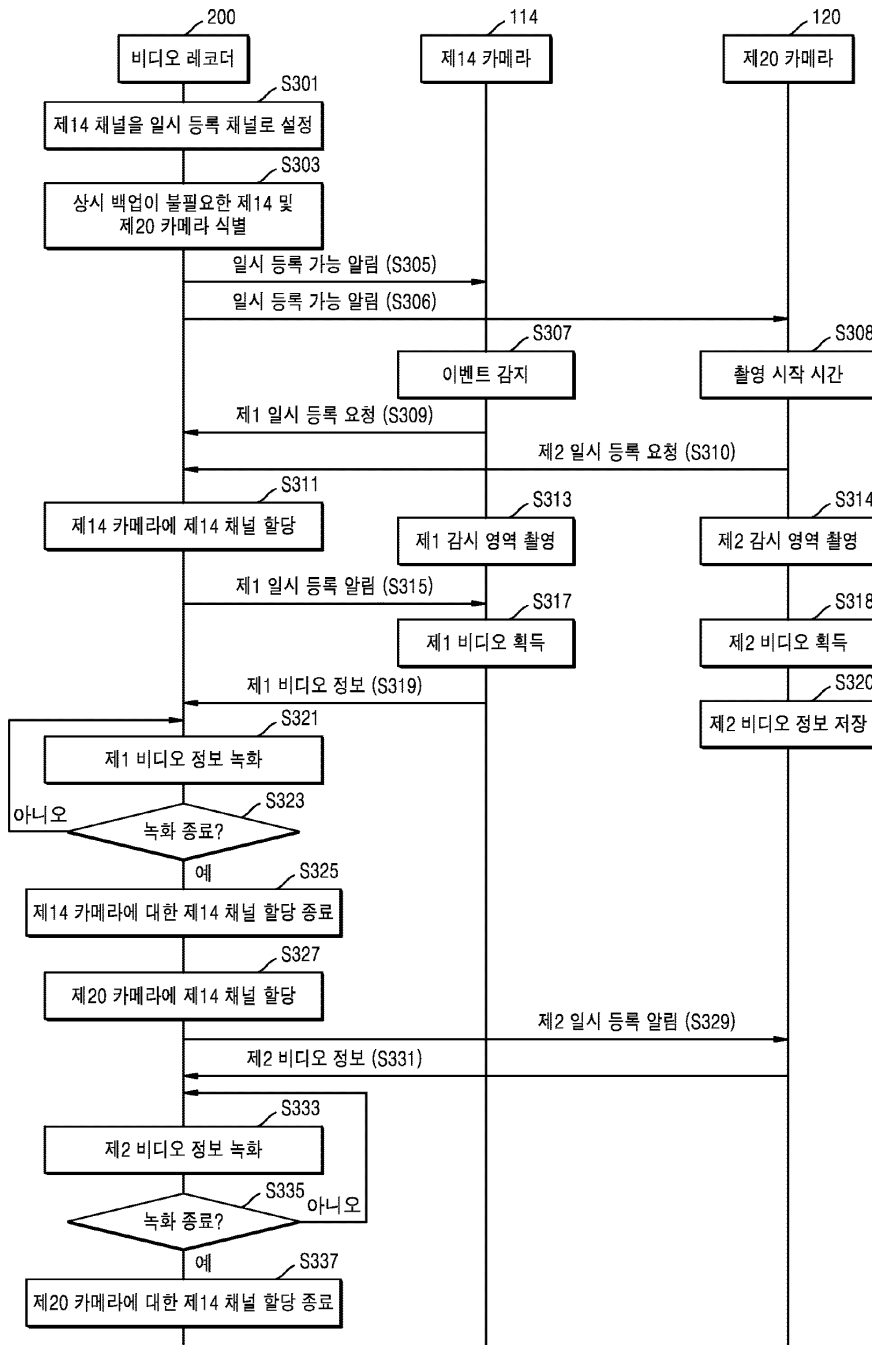 200
114
120
비디오 레코더
제14 카메라
제20 카메라
S301
제14 채널을 일시 등록 채널로 설정
S303
상시 백업이 불필요한 제14 및
제20 카메라 식별
일시 등록 가능 알림 (S305)
일시 등록 가능 알림 (S306)
S307
이벤트 감지
S308
촬영 시작 시간
제1 일시 등록 요청 (S309)
제2 일시 등록 요청 (S310)
S311
제14 카메라에 제14 채널 할당
S313
제1 감시 영역 촬영
S314
제2 감시 영역 촬영
제1 일시 등록 알림 (S315)
S317
제1 비디오 획득
S318
제2 비디오 획득
제1 비디오 정보 (S319)
S320
제2 비디오 정보 저장
S321
제1 비디오 정보 녹화
S323
녹화 종료?
아니오
예
S325
제14 카메라에 대한 제14 채널 할당 종료
S327
제20 카메라에 제14 채널 할당
제2 일시 등록 알림 (S329)
제2 비디오 정보 (S331)
S333
제2 비디오 정보 녹화
S335
녹화 종료?
아니오
예
S337
제20 카메라에 대한 제14 채널 할당 종료